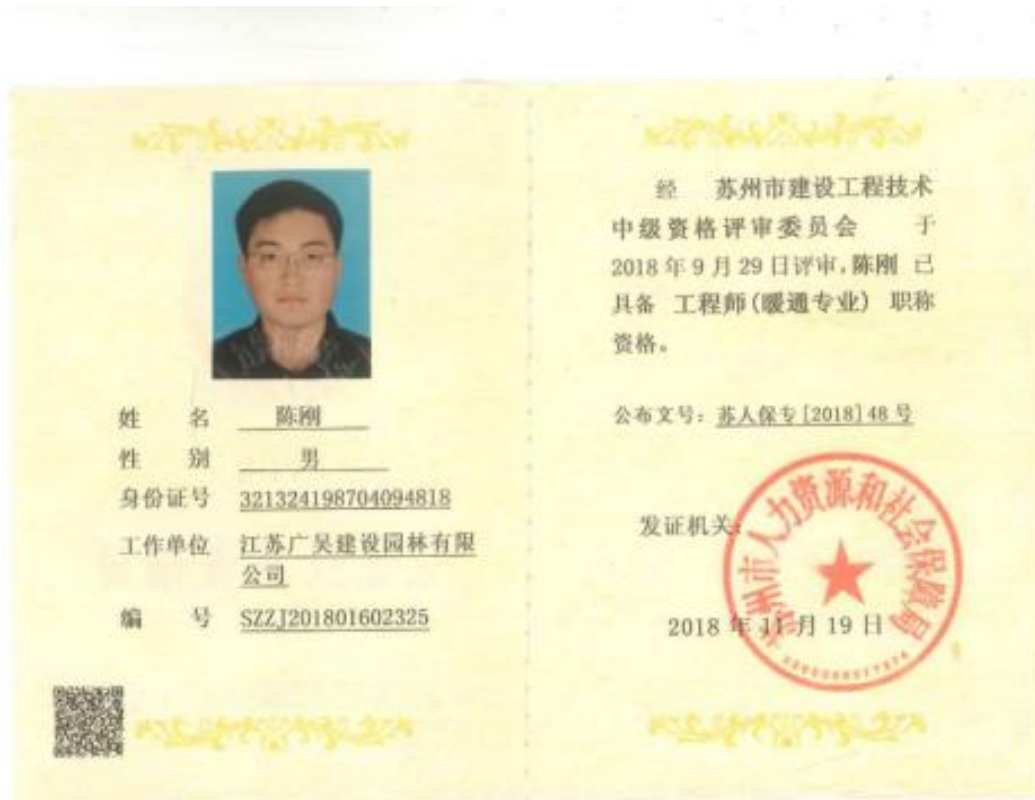 姓 名 陈刚
性 别 男
身份证号 321324198704094818
工作单位 江苏广吴建设园林有限
公司
编 号 SZZJ201801602325
经 苏州市建设工程技术
中级资格评审委员会 于
2018年9月29日评审,陈刚 已
具备 工程师(暖通专业) 职称
资格。
公布文号:苏人保专[2018]48号
发证机关:
苏州市人力资源和社会保障局
2018年11月19日